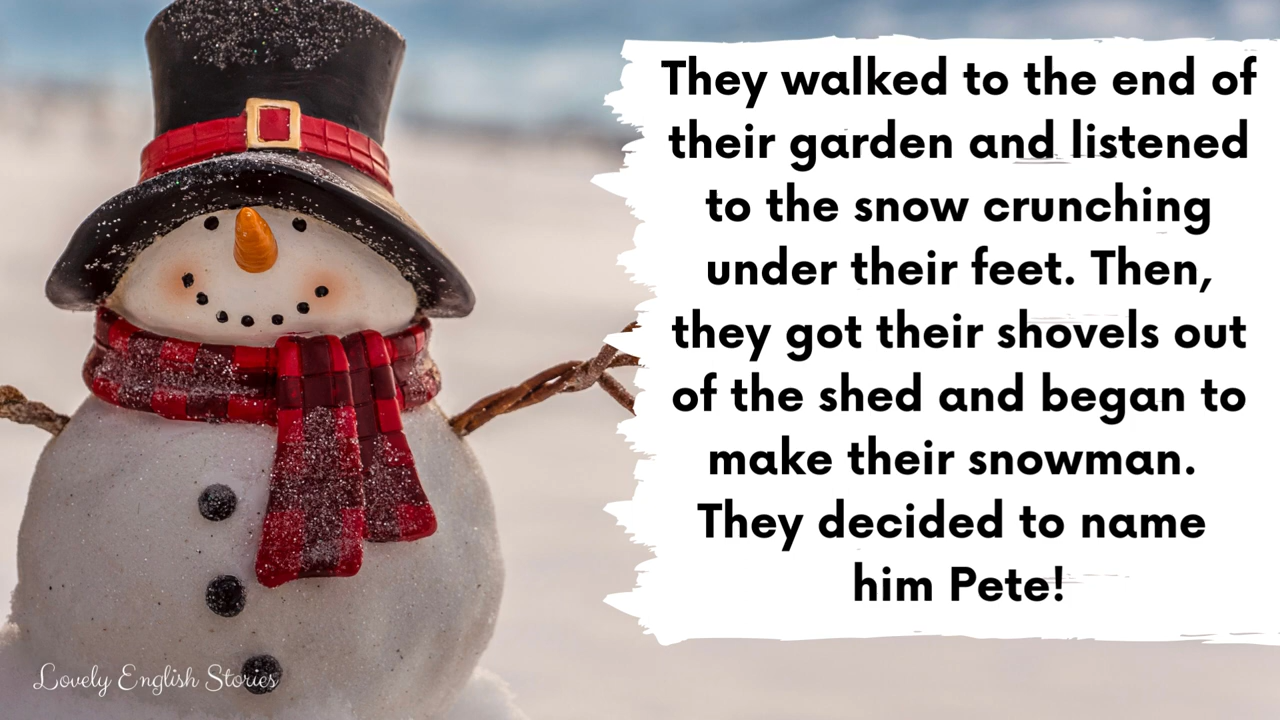 They walked to the end of
their garden and listened
to the snow crunching
under their feet. Then,
they got their shovels out
of the shed and began to
make their snowman.
They decided to name
him Pete!
Lovely English Stories